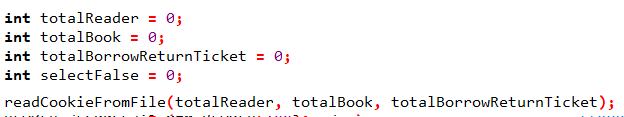 int totalReader = 0;
int totalBook = 0;
int totalBorrowReturnTicket = 0;
int selectFalse = 0;
readCookieFromFile(totalReader, totalBook, totalBorrowReturnTicket);